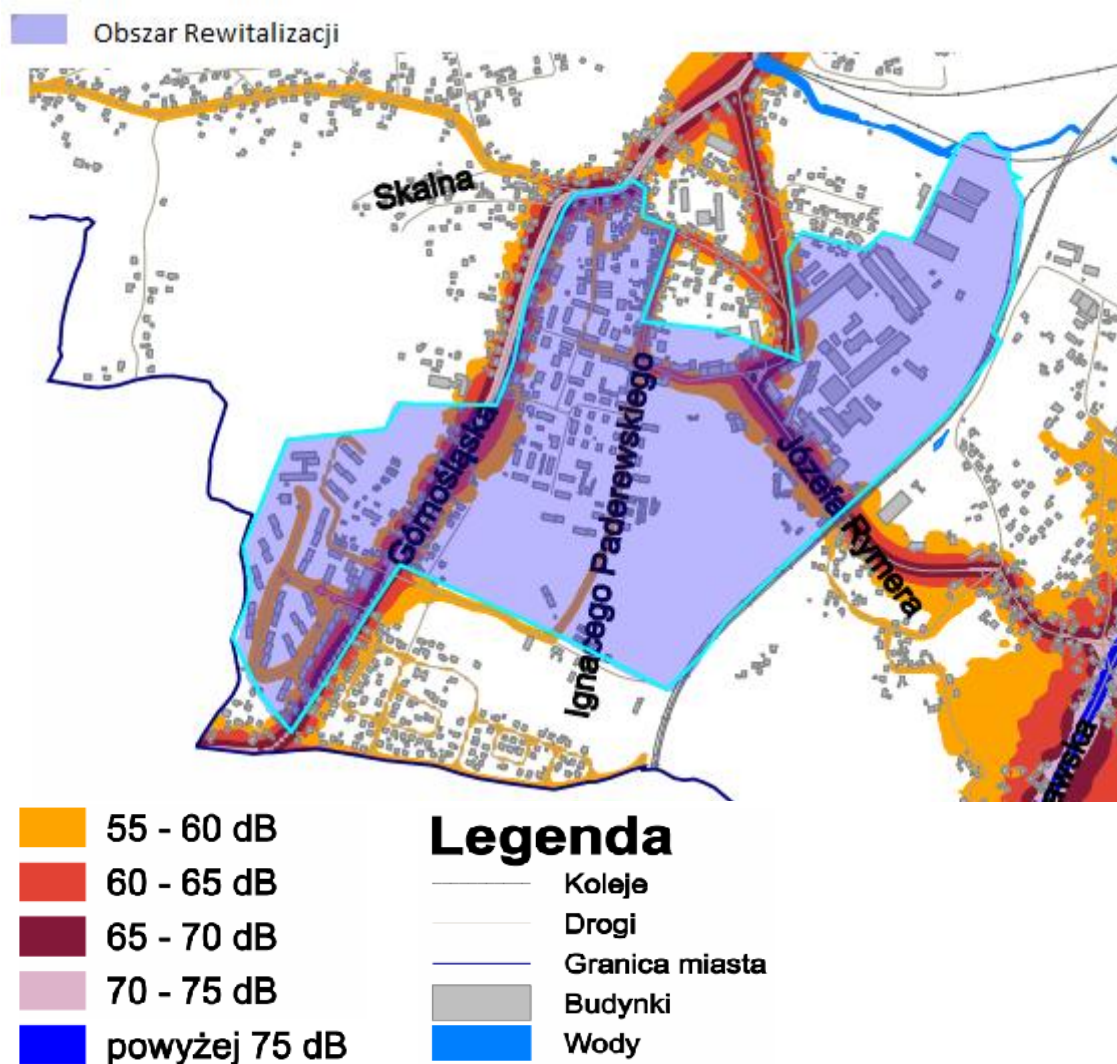 Obszar Rewitalizacji
Skalna
Górnośląska
Ignacego Paderewskiego
Józefa Rymera
55 - 60 dB
60 - 65 dB
65 - 70 dB
70 - 75 dB
powyżej 75 dB
Legenda
Koleje
Drogi
Granica miasta
Budynki
Wody